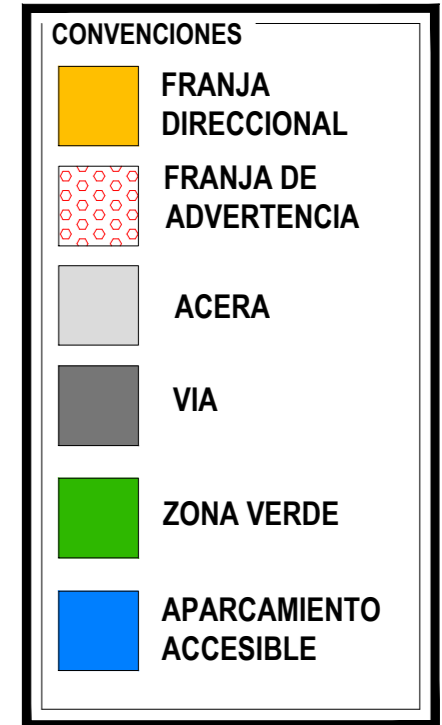 CONVENCIONES
FRANJA
DIRECCIONAL
FRANJA DE
ADVERTENCIA
ACERA
VIA
ZONA VERDE
APARCAMIENTO
ACCESIBLE